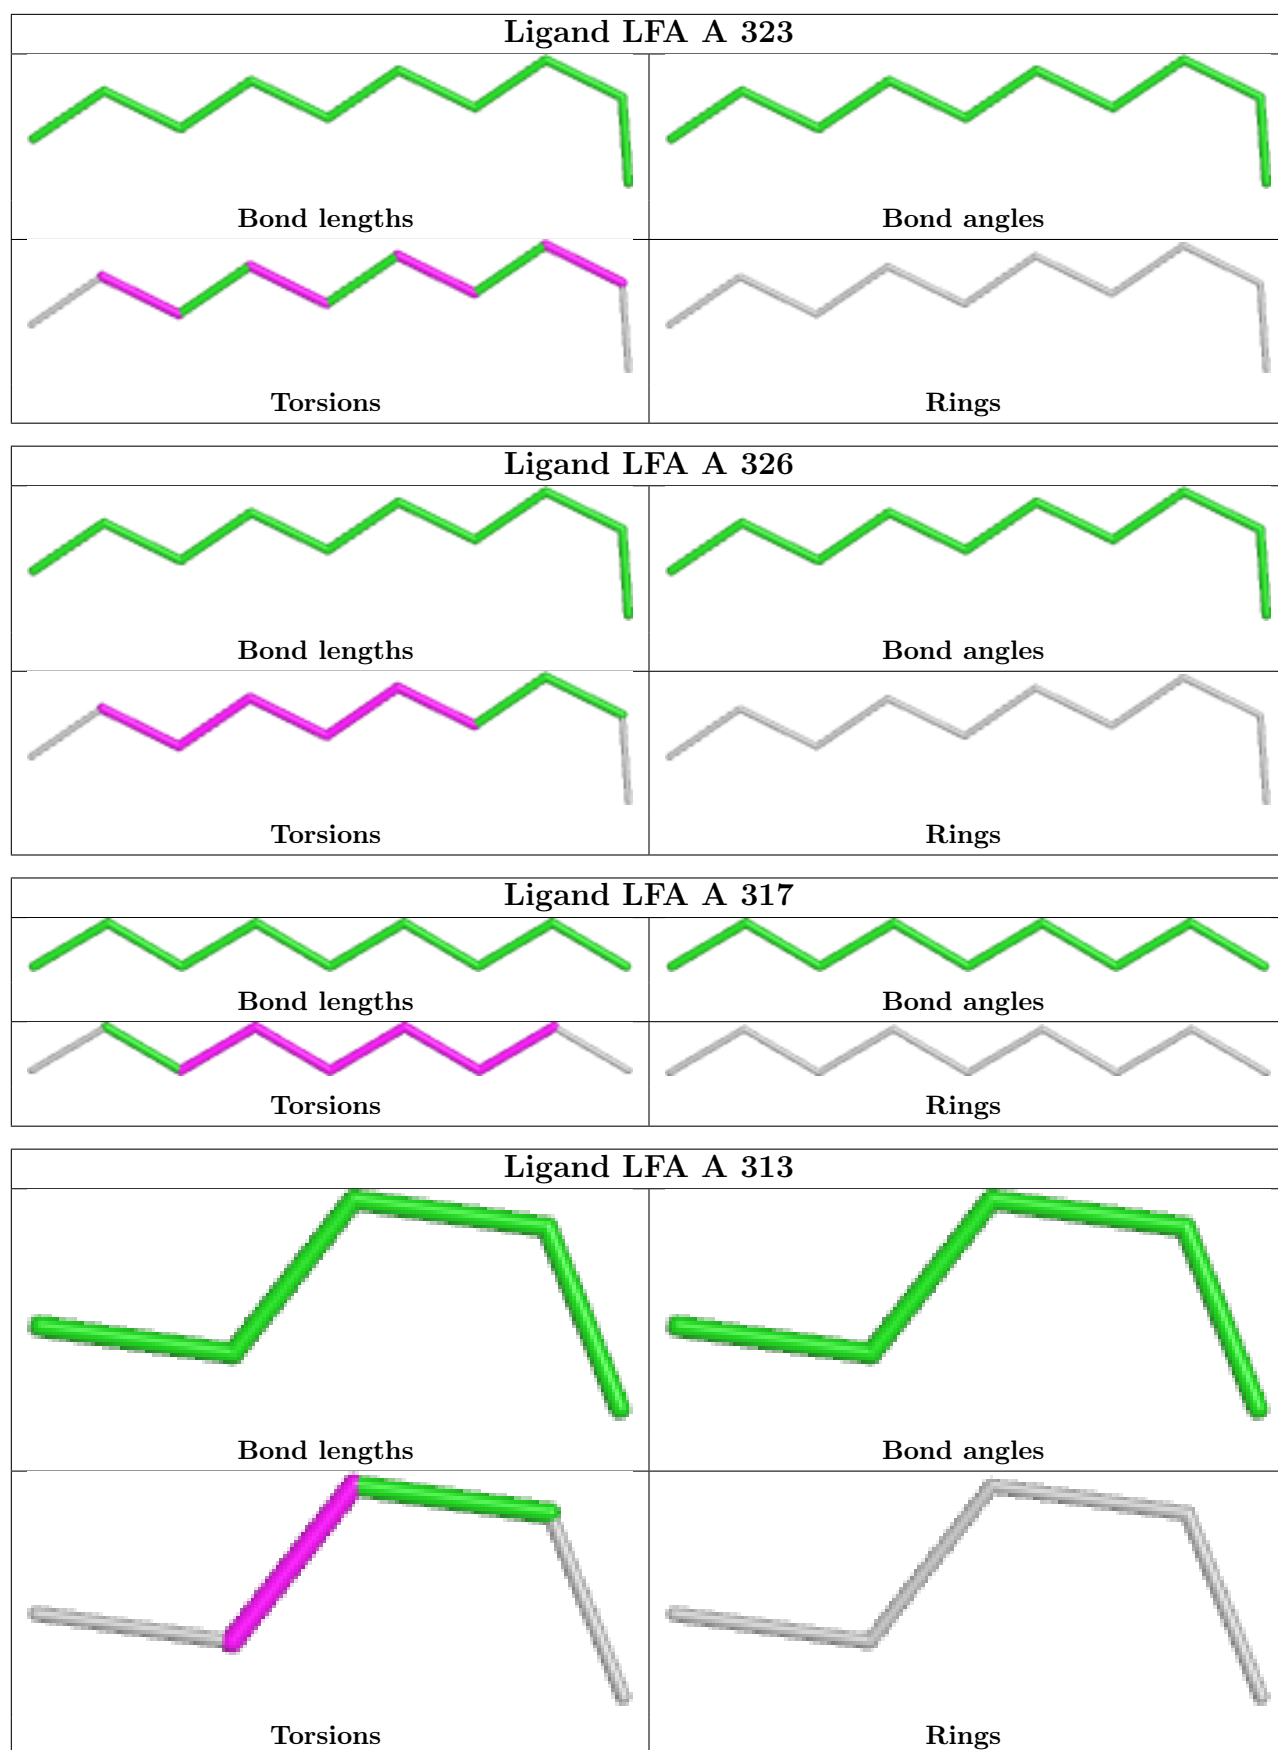 Ligand LFA A 323
Bond lengths
Bond angles
Torsions
Rings
Ligand LFA A 326
Bond lengths
Bond angles
Torsions
Rings
Ligand LFA A 317
Bond lengths
Bond angles
Torsions
Rings
Ligand LFA A 313
Bond lengths
Bond angles
Torsions
Rings